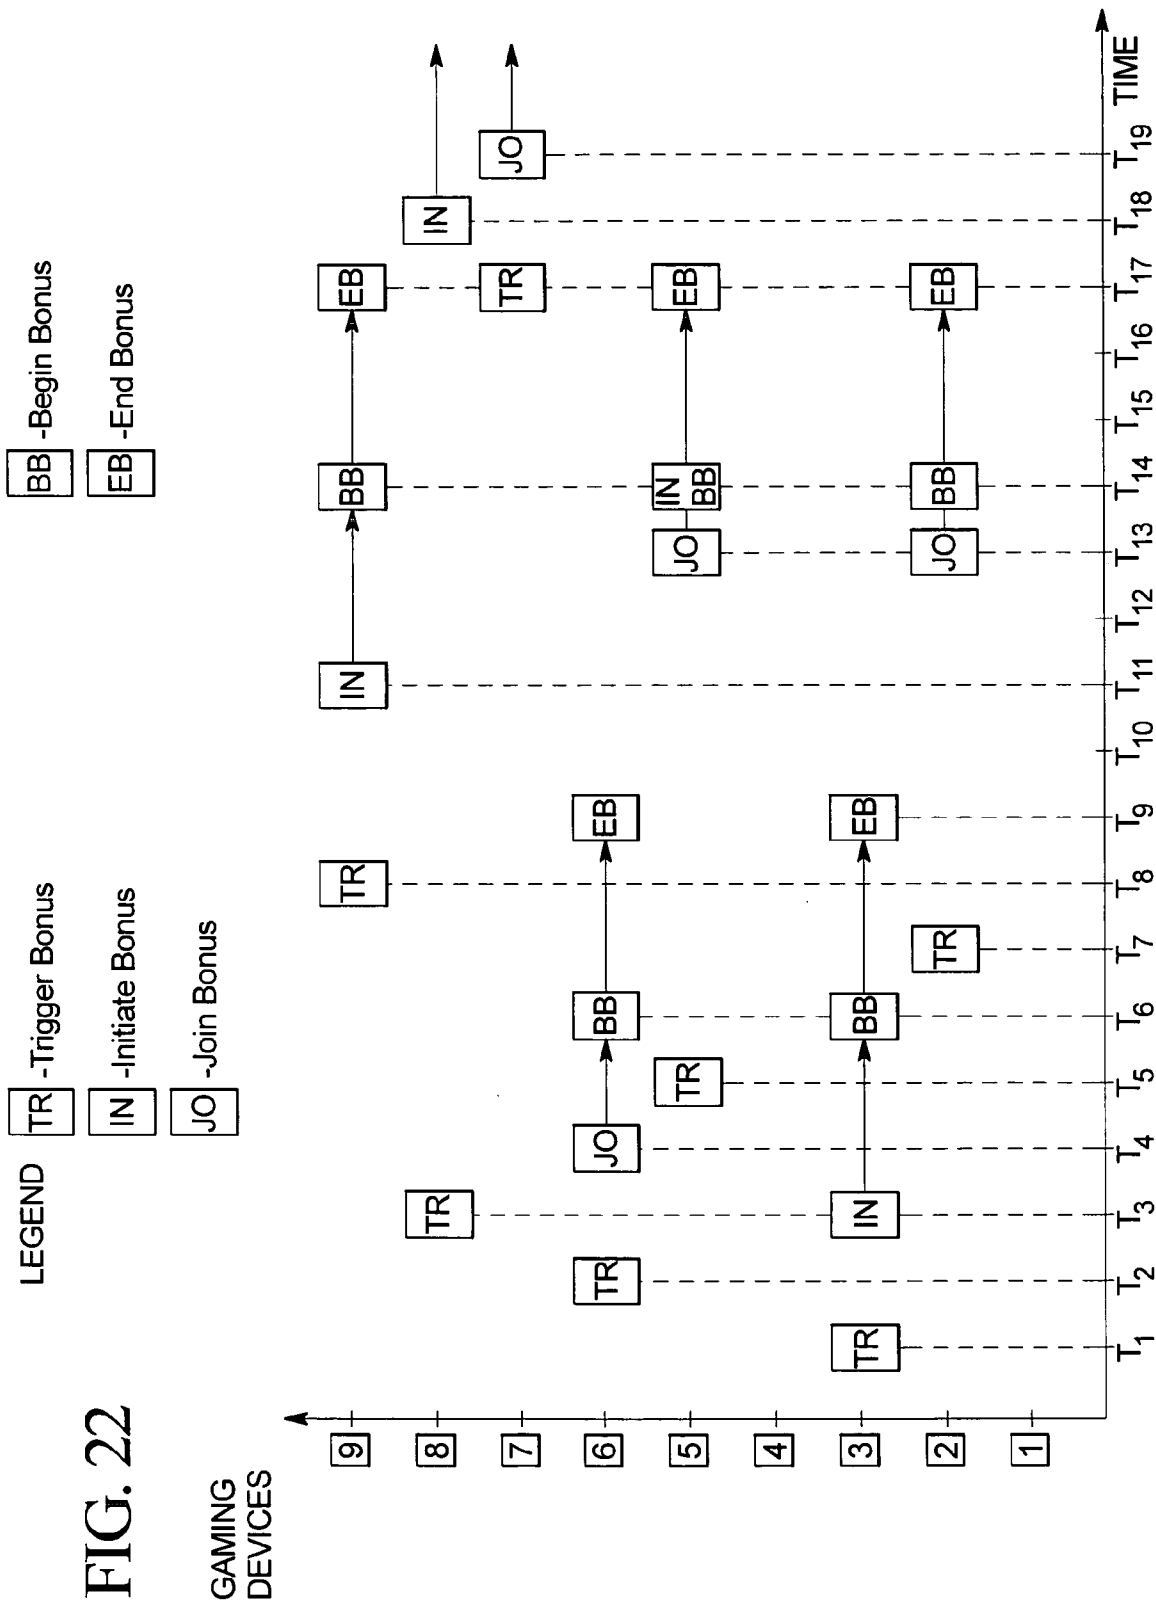 FIG. 22
LEGEND
TR -Trigger Bonus
IN -Initiate Bonus
JO -Join Bonus
BB -Begin Bonus
EB -End Bonus
GAMING
DEVICES
9 TR IN BB EB
8 TR IN
7 TR JO
6 TR JO BB EB
5 TR JO IN BB EB
4
3 TR IN BB EB
2 TR JO BB EB
1
T1 T2 T3 T4 T5 T6 T7 T8 T9 T10 T11 T12 T13 T14 T15 T16 T17 T18 T19 TIME